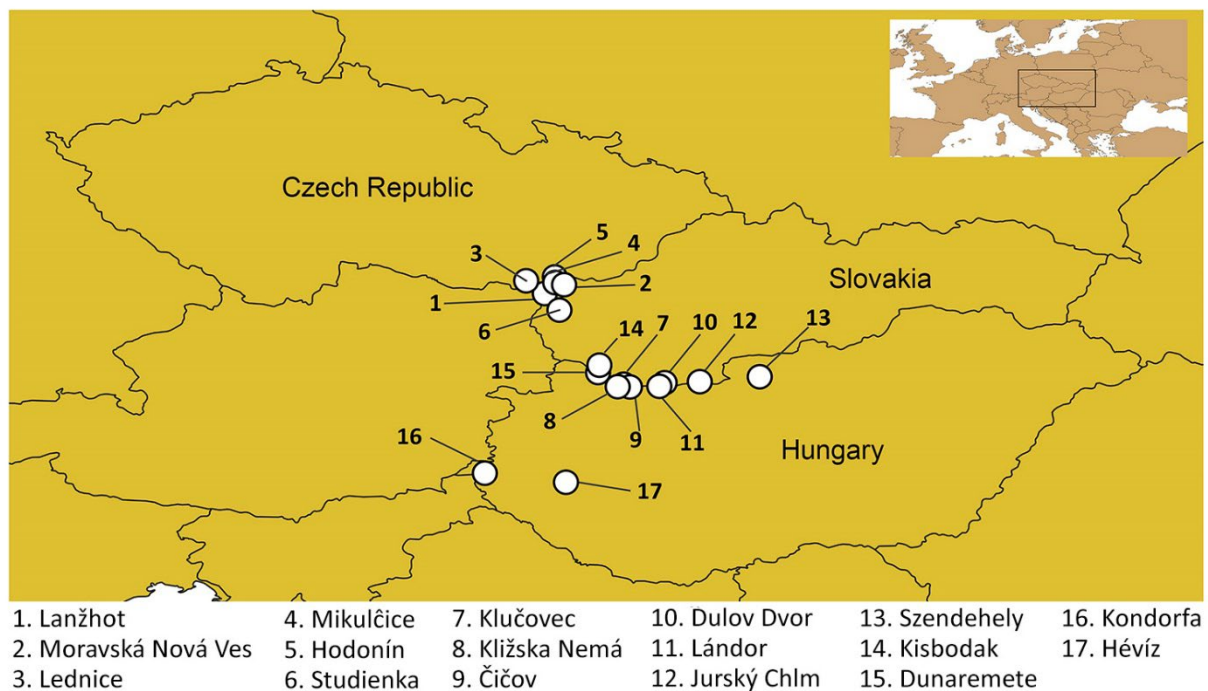 Czech Republic
5
4
3
Slovakia
2
1
6
14
7
10
12
13
15
8
9
11
Hungary
16
17
1. Lanžhot
2. Moravská Nová Ves
3. Lednice
4. Mikulĉice
5. Hodonín
6. Studienka
7. Klučovec
8. Kližska Nemá
9. Čičov
10. Dulov Dvor
11. Lándor
12. Jurský Chlm
13. Szendehely
14. Kisbodak
15. Dunaremete
16. Kondorfa
17. Hévíz